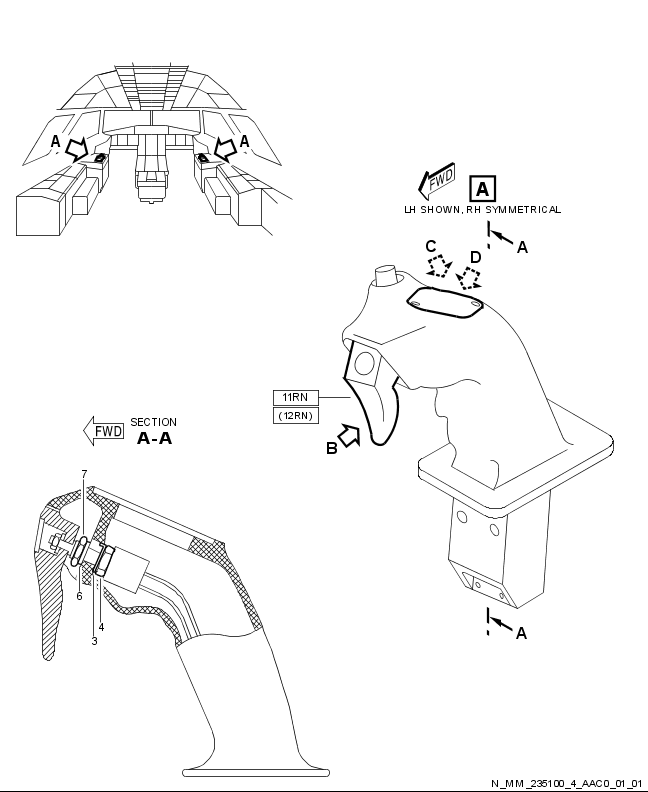 A
A
FWD
A
LH SHOWN, RH SYMMETRICAL
A
C
D
11RN
(12RN)
B
FWD
SECTION
A-A
7
6
4
3
A
N_MM_235100_4_AAC0_01_01